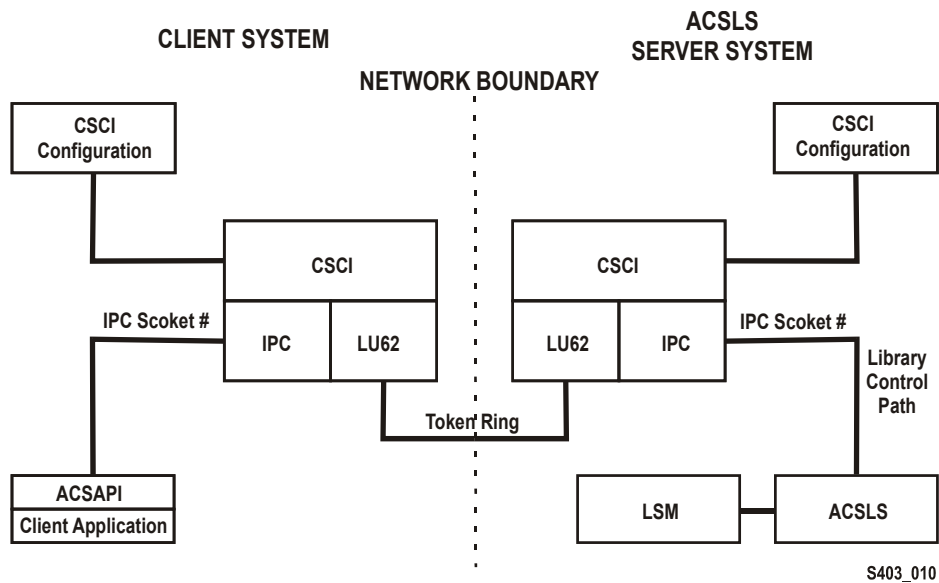 CLIENT SYSTEM
ACSLS
SERVER SYSTEM
NETWORK BOUNDARY
CSCI
Configuration
CSCI
Configuration
CSCI
CSCI
IPC Scoket #
IPC
LU62
LU62
IPC
IPC Scoket #
Library
Control
Path
Token Ring
ACSAPI
Client Application
LSM
ACSLS
S403_010